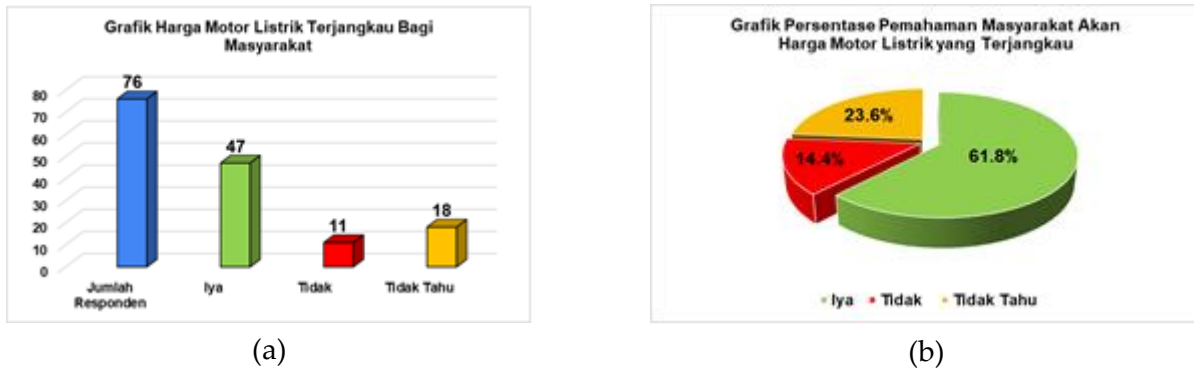 Grafik Harga Motor Listrik Terjangkau Bagi
Masyarakat
80
70
60
50
40
30
20
10
0
76
47
11
18
Jumlah
Responden
Iya
Tidak
Tidak Tahu
(a)
Grafik Persentase Pemahaman Masyarakat Akan
Harga Motor Listrik yang Terjangkau
23.6%
14.4%
61.8%
Iya Tidak Tidak Tahu
(b)